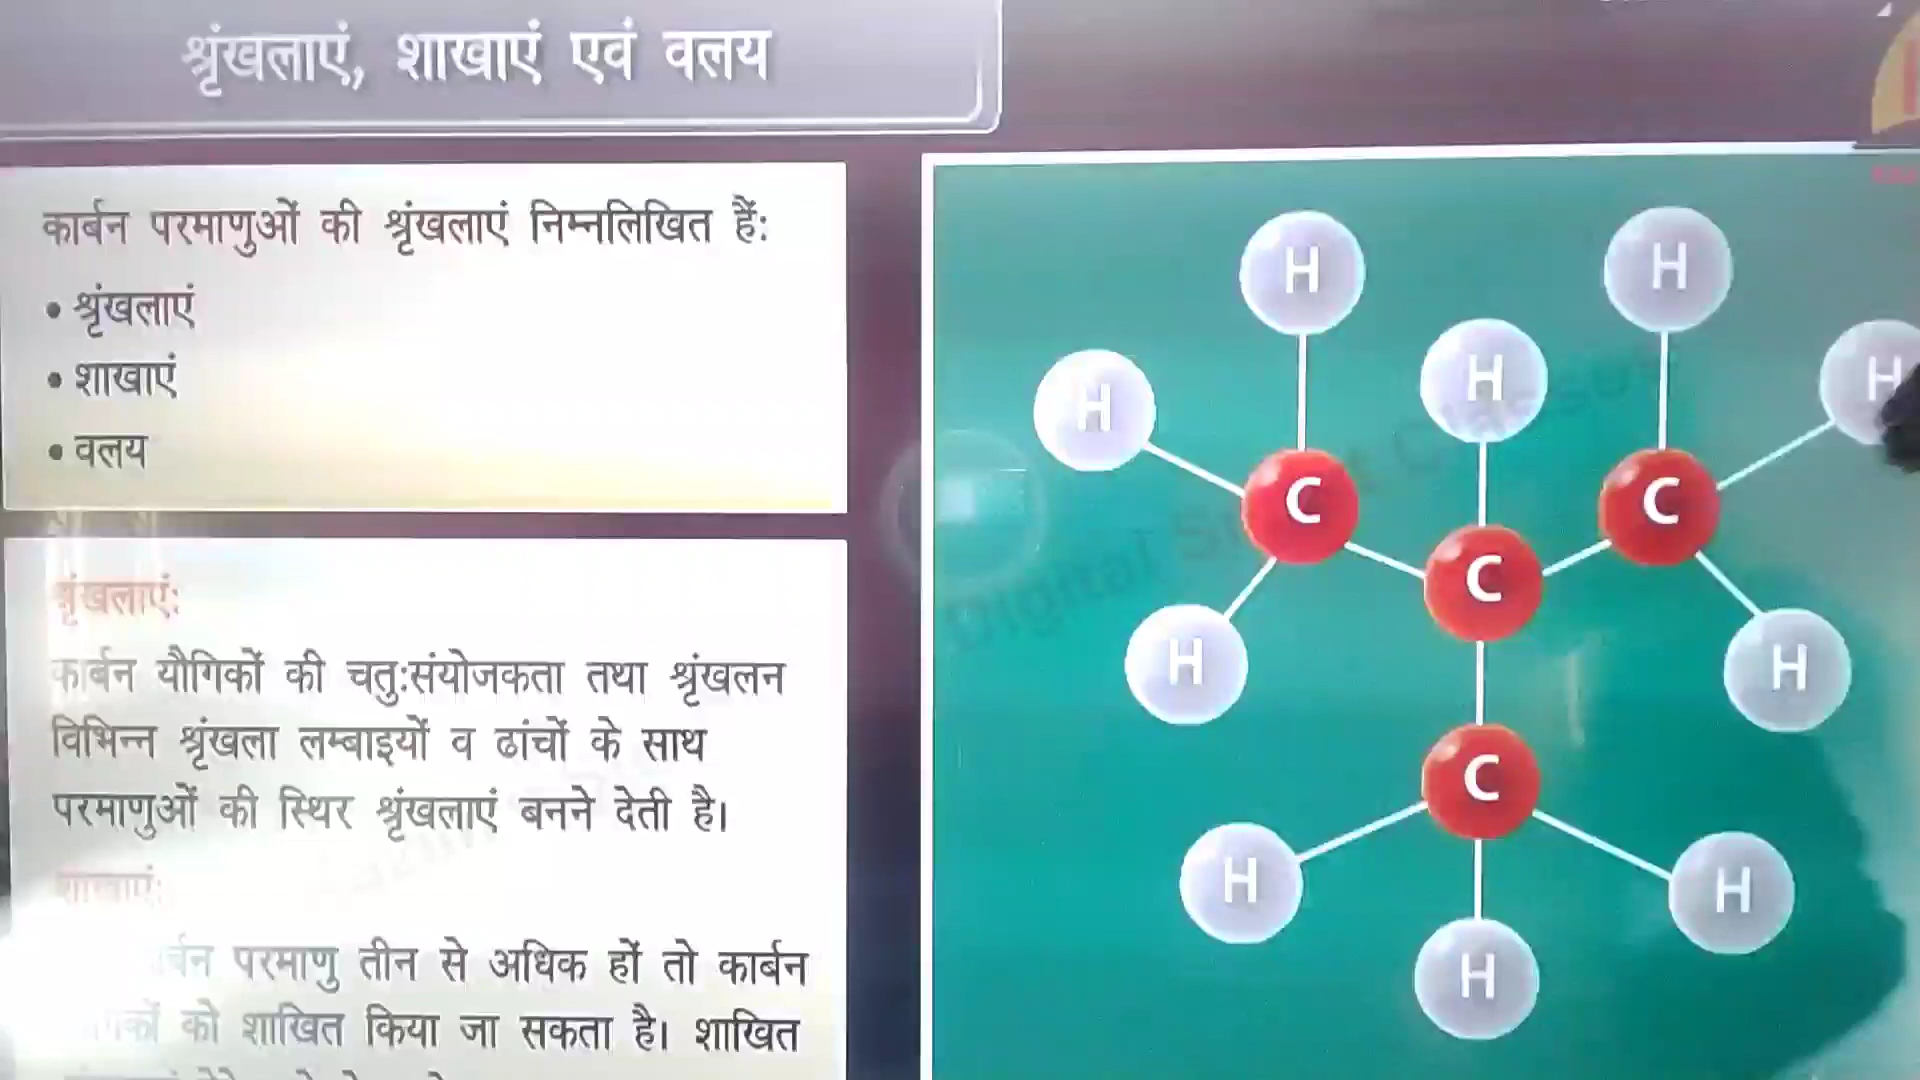 श्रृंखलाएं, शाखाएं एवं वलय
कार्बन परमाणुओं की श्रृंखलाएं निम्नलिखित हैं:
• श्रृंखलाएं
• शाखाएं
• वलय
श्रृंखलाएं:
कार्बन यौगिकों की चतु:संयोजकता तथा श्रृंखलन
विभिन्न श्रृंखला लम्बाइयों व ढांचों के साथ
परमाणुओं की स्थिर श्रृंखलाएं बनने देती है।
शाखाएं:
परमाणु तीन से अधिक हों तो कार्बन
को शाखित किया जा सकता है। शाखित
H H
H H H
C C
C
H H
C
H H
H